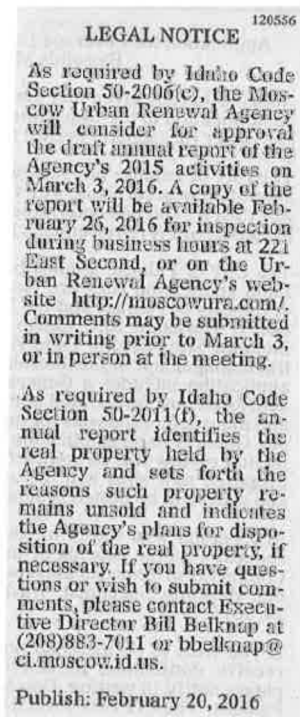 120556
LEGAL NOTICE
As required by Idaho Code
Section 50-2006(c), the Mos-
cow Urban Renewal Agency
will consider for approval
the draft annual report of the
Agency's 2015 activities on
March 3, 2016. A copy of the
report will be available Feb-
ruary 26, 2016 for inspection
during business hours at 221
East Second, or on the Ur-
ban Renewal Agency's web-
site http://moscowura.com/.
Comments may be submitted
in writing prior to March 3,
or in person at the meeting.
As required by Idaho Code
Section 50-2011(f), the an-
nual report identifies the
real property held by the
Agency and sets forth the
reasons such property re-
mains unsold and indicates
the Agency's plans for dispo-
sition of the real property, if
necessary. If you have ques-
tions or wish to submit com-
ments, please contact Execu-
tive Director Bill Belknap at
(208)883-7011 or bbelknap@
ci.moscow.id.us.
Publish: February 20, 2016